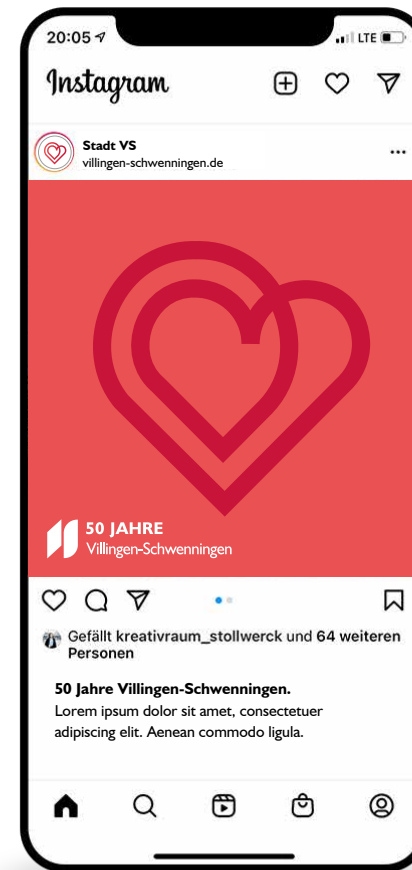 20:05
LTE
Instagram
Stadt VS
villingen-schwenningen.de
50 JAHRE
Villingen-Schwenningen
Gefällt kreativraum_stollwerck und 64 weiteren
Personen
50 Jahre Villingen-Schwenningen.
Lorem ipsum dolor sit amet, consectetuer
adipiscing elit. Aenean commodo ligula.